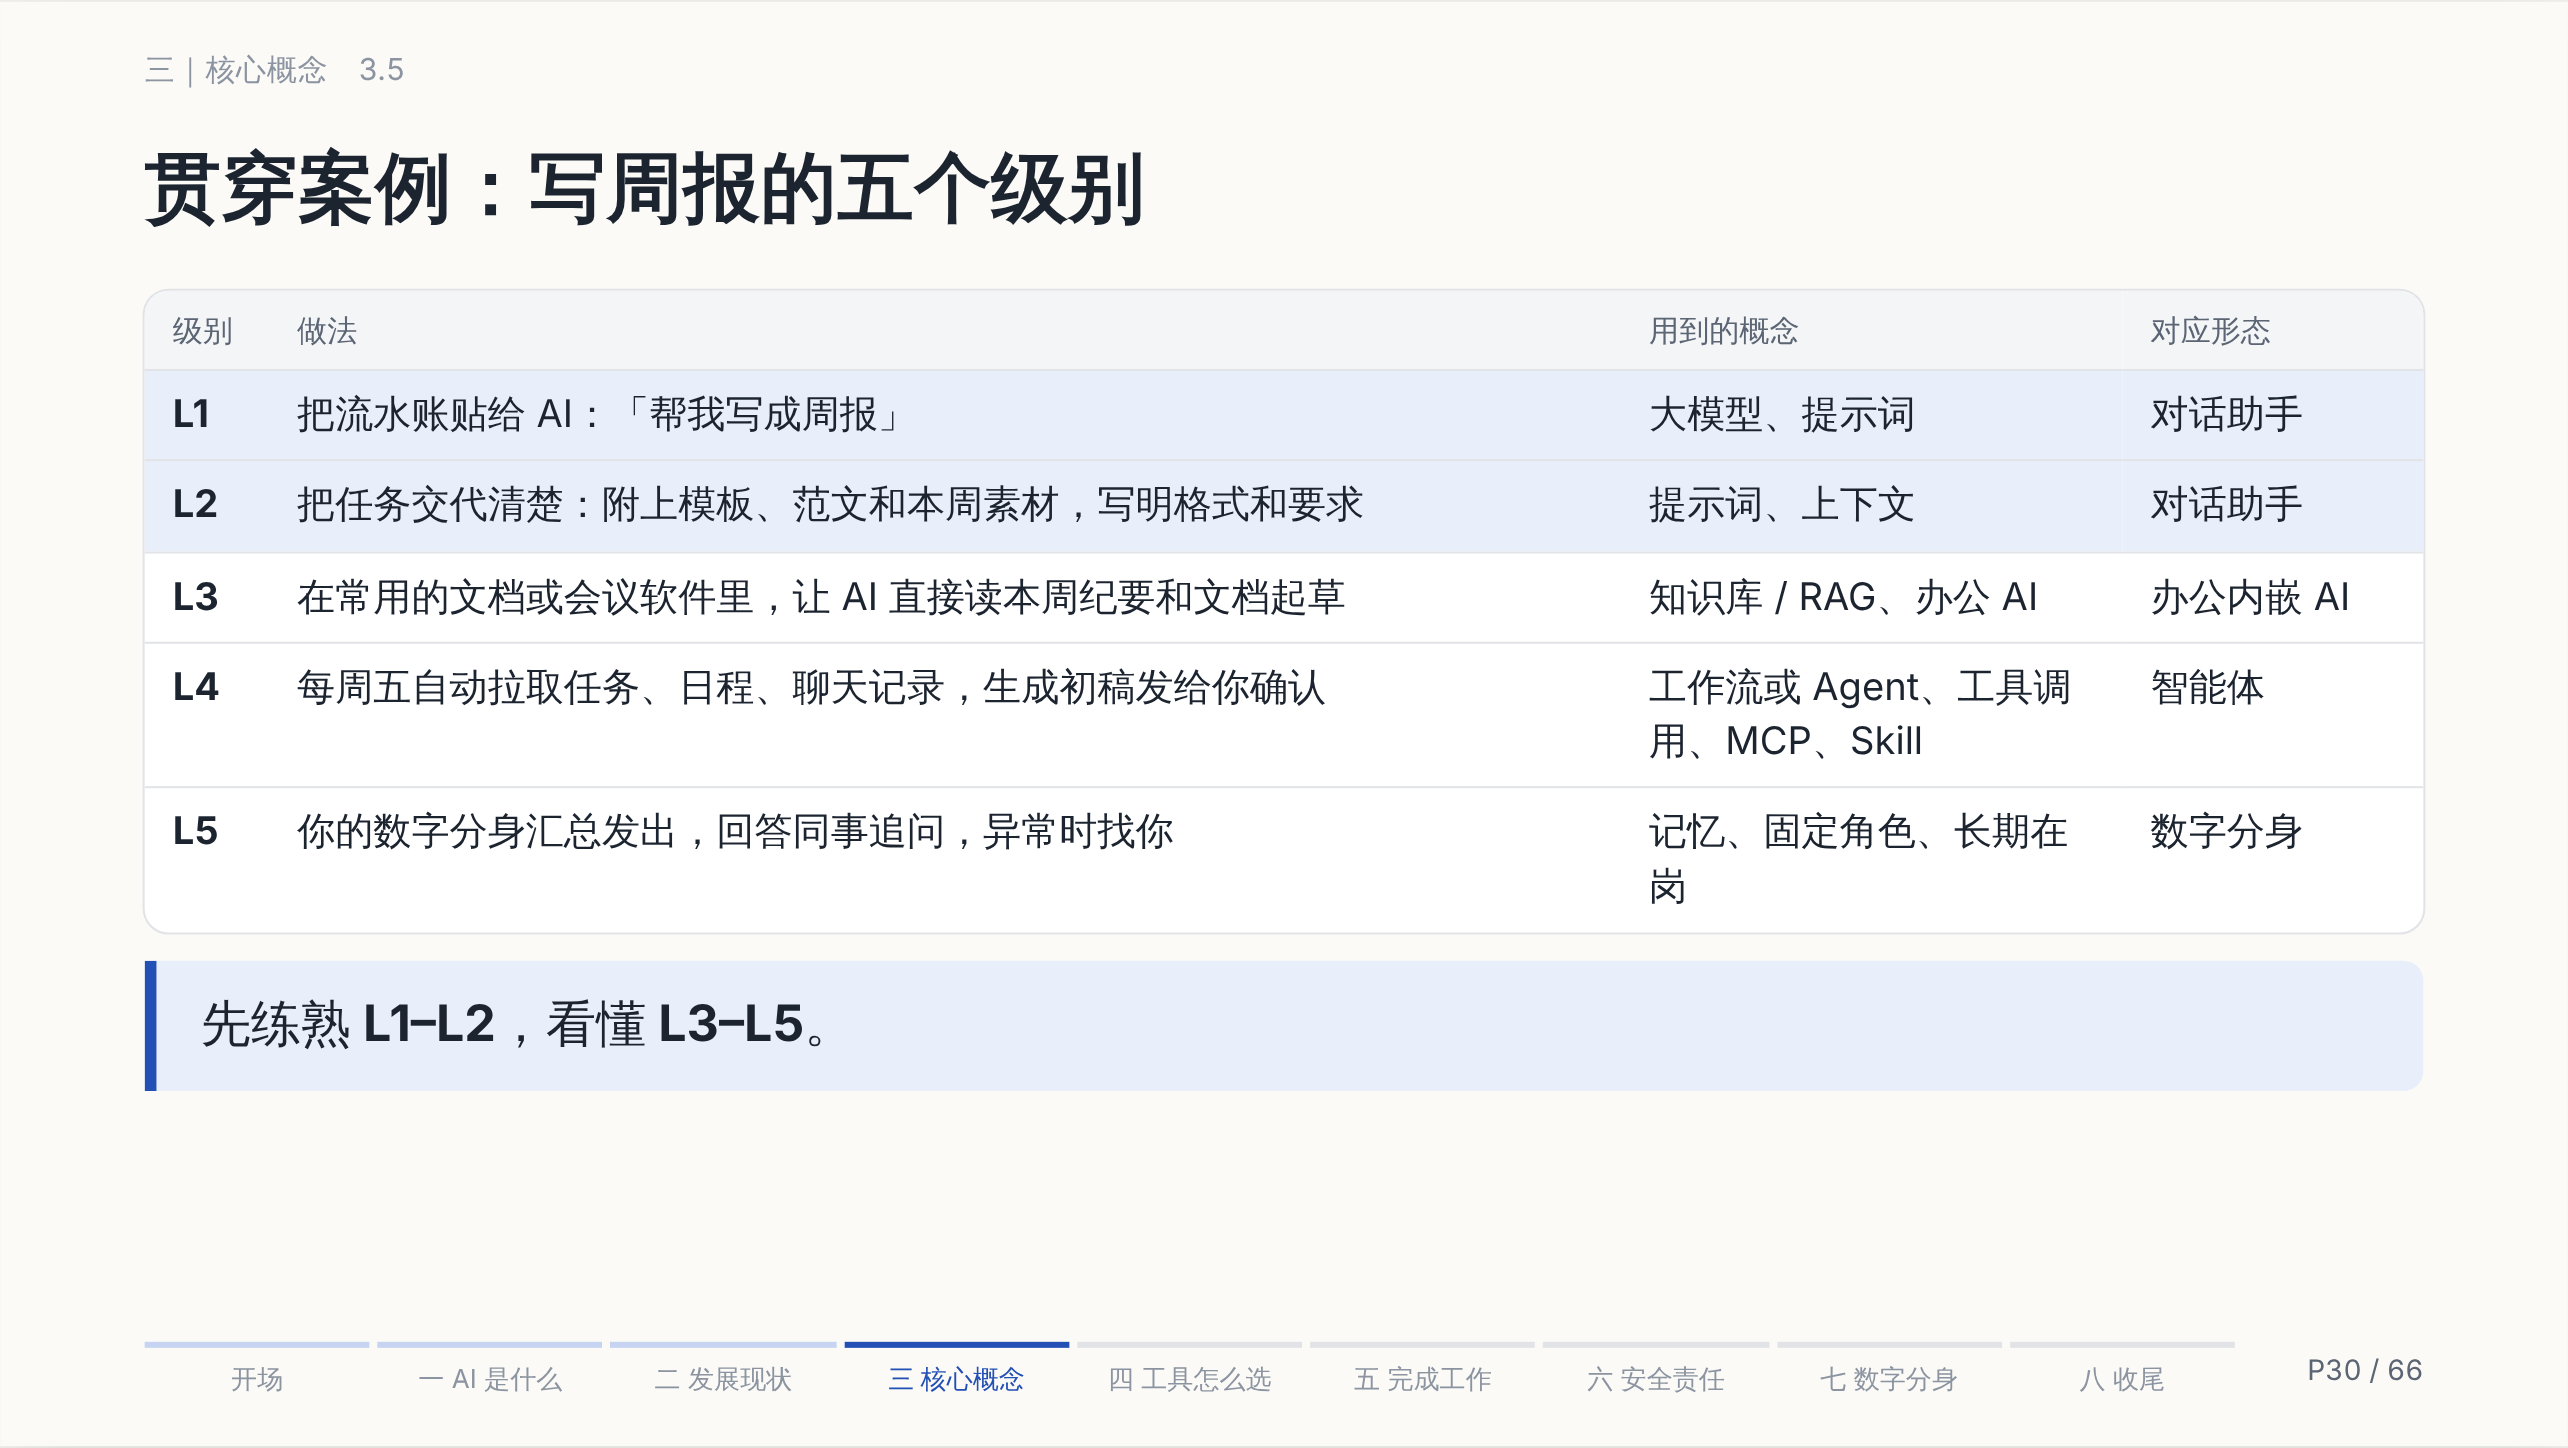 三｜核心概念 3.5
贯穿案例：写周报的五个级别
级别 做法 用到的概念 对应形态
L1 把流水账贴给 AI：「帮我写成周报」 大模型、提示词 对话助手
L2 把任务交代清楚：附上模板、范文和本周素材，写明格式和要求 提示词、上下文 对话助手
L3 在常用的文档或会议软件里，让 AI 直接读本周纪要和文档起草 知识库 / RAG、办公 AI 办公内嵌 AI
L4 每周五自动拉取任务、日程、聊天记录，生成初稿发给你确认 工作流或 Agent、工具调 智能体
用、MCP、Skill
L5 你的数字分身汇总发出，回答同事追问，异常时找你 记忆、固定角色、长期在 数字分身
岗
先练熟 L1–L2，看懂 L3–L5。
开场 一 AI 是什么 二 发展现状 三 核心概念 四 工具怎么选 五 完成工作 六 安全责任 七 数字分身 八 收尾 P30 / 66